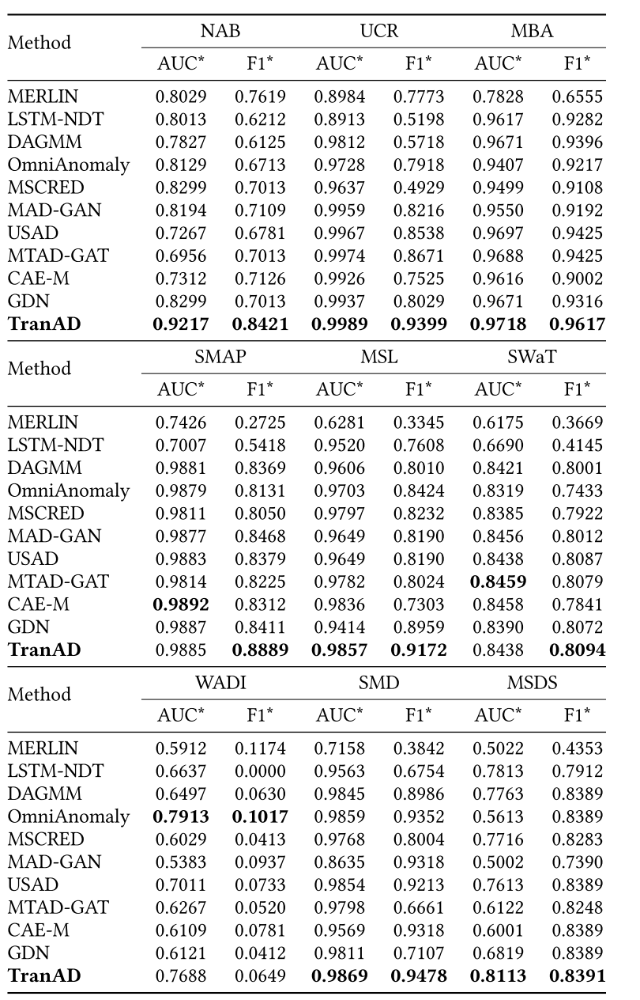 Method NAB UCR MBA
AUC* F1* AUC* F1* AUC* F1*
MERLIN 0.8029 0.7619 0.8984 0.7773 0.7828 0.6555
LSTM-NDT 0.8013 0.6212 0.8913 0.5198 0.9617 0.9282
DAGMM 0.7827 0.6125 0.9812 0.5718 0.9671 0.9396
OmniAnomaly 0.8129 0.6713 0.9728 0.7918 0.9407 0.9217
MSCRED 0.8299 0.7013 0.9637 0.4929 0.9499 0.9108
MAD-GAN 0.8194 0.7109 0.9959 0.8216 0.9550 0.9192
USAD 0.7267 0.6781 0.9967 0.8538 0.9697 0.9425
MTAD-GAT 0.6956 0.7013 0.9974 0.8671 0.9688 0.9425
CAE-M 0.7312 0.7126 0.9926 0.7525 0.9616 0.9002
GDN 0.8299 0.7013 0.9937 0.8029 0.9671 0.9316
TranAD 0.9217 0.8421 0.9989 0.9399 0.9718 0.9617
Method SMAP MSL SWaT
AUC* F1* AUC* F1* AUC* F1*
MERLIN 0.7426 0.2725 0.6281 0.3345 0.6175 0.3669
LSTM-NDT 0.7007 0.5418 0.9520 0.7608 0.6690 0.4145
DAGMM 0.9881 0.8369 0.9606 0.8010 0.8421 0.8001
OmniAnomaly 0.9879 0.8131 0.9703 0.8424 0.8319 0.7433
MSCRED 0.9811 0.8050 0.9797 0.8232 0.8385 0.7922
MAD-GAN 0.9877 0.8468 0.9649 0.8190 0.8456 0.8012
USAD 0.9883 0.8379 0.9649 0.8190 0.8438 0.8087
MTAD-GAT 0.9814 0.8225 0.9782 0.8024 0.8459 0.8079
CAE-M 0.9892 0.8312 0.9836 0.7303 0.8458 0.7841
GDN 0.9887 0.8411 0.9414 0.8959 0.8390 0.8072
TranAD 0.9885 0.8889 0.9857 0.9172 0.8438 0.8094
Method WADI SMD MSDS
AUC* F1* AUC* F1* AUC* F1*
MERLIN 0.5912 0.1174 0.7158 0.3842 0.5022 0.4353
LSTM-NDT 0.6637 0.0000 0.9563 0.6754 0.7813 0.7912
DAGMM 0.6497 0.0630 0.9845 0.8986 0.7763 0.8389
OmniAnomaly 0.7913 0.1017 0.9859 0.9352 0.5613 0.8389
MSCRED 0.6029 0.0413 0.9768 0.8004 0.7716 0.8283
MAD-GAN 0.5383 0.0937 0.8635 0.9318 0.5002 0.7390
USAD 0.7011 0.0733 0.9854 0.9213 0.7613 0.8389
MTAD-GAT 0.6267 0.0520 0.9798 0.6661 0.6122 0.8248
CAE-M 0.6109 0.0781 0.9569 0.9318 0.6001 0.8389
GDN 0.6121 0.0412 0.9811 0.7107 0.6819 0.8389
TranAD 0.7688 0.0649 0.9869 0.9478 0.8113 0.8391